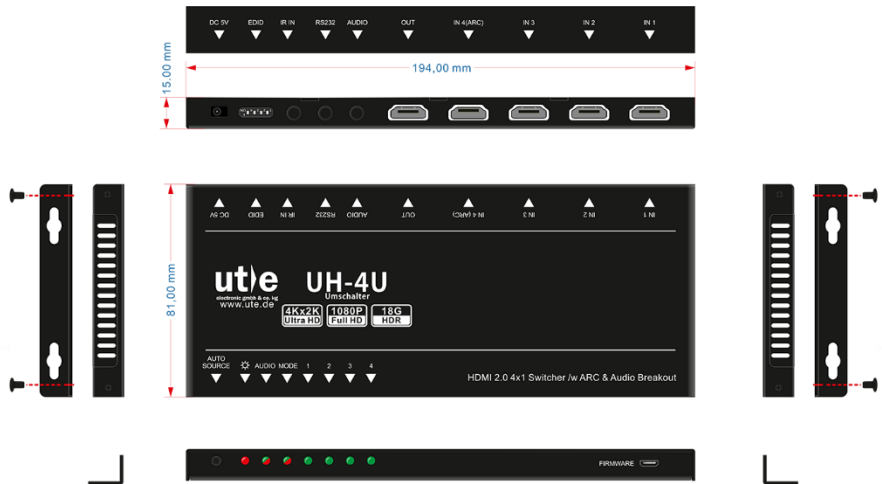 DC 5V EDID IR IN RS232 AUDIO OUT IN 4(ARC) IN 3 IN 2 IN 1
194,00 mm
15.00 mm
DC 5V EDID IR IN RS232 AUDIO OUT IN 4 (ARC) IN 3 IN 2 IN 1
81,00 mm
ut)e UH-4U
Umschalter
electronic gmbh & co. kg
www.ute.de
4Kx2K 1080P 18G
Ultra HD Full HD HDR
AUTO
SOURCE AUDIO MODE 1 2 3 4
HDMI 2.0 4x1 Switcher /w ARC & Audio Breakout
FIRMWARE